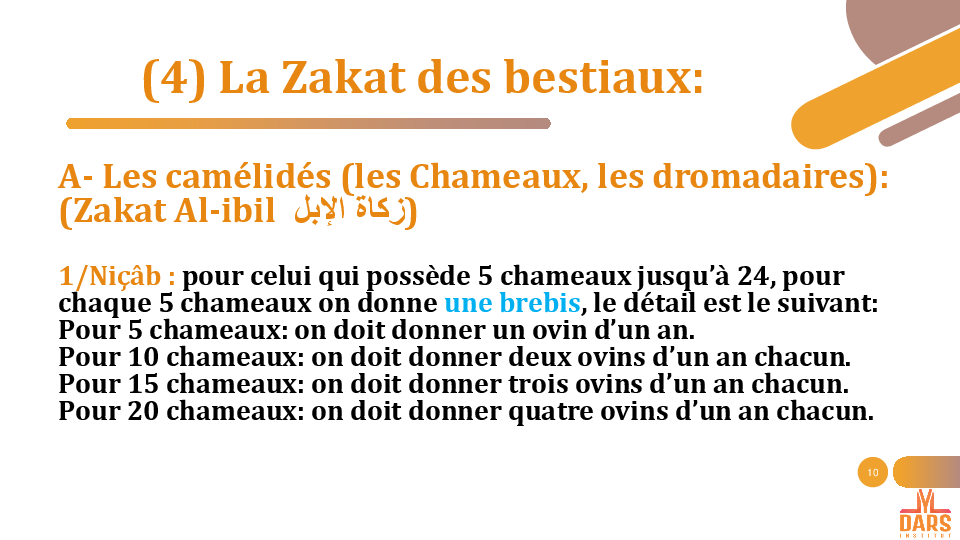 (4) La Zakat des bestiaux:
A- Les camélidés (les Chameaux, les dromadaires):
(Zakat Al-ibil زكاة الإبل)
1/Niçâb : pour celui qui possède 5 chameaux jusqu’à 24, pour
chaque 5 chameaux on donne une brebis, le détail est le suivant:
Pour 5 chameaux: on doit donner un ovin d’un an.
Pour 10 chameaux: on doit donner deux ovins d’un an chacun.
Pour 15 chameaux: on doit donner trois ovins d’un an chacun.
Pour 20 chameaux: on doit donner quatre ovins d’un an chacun.
10
DARS
INSTITUT